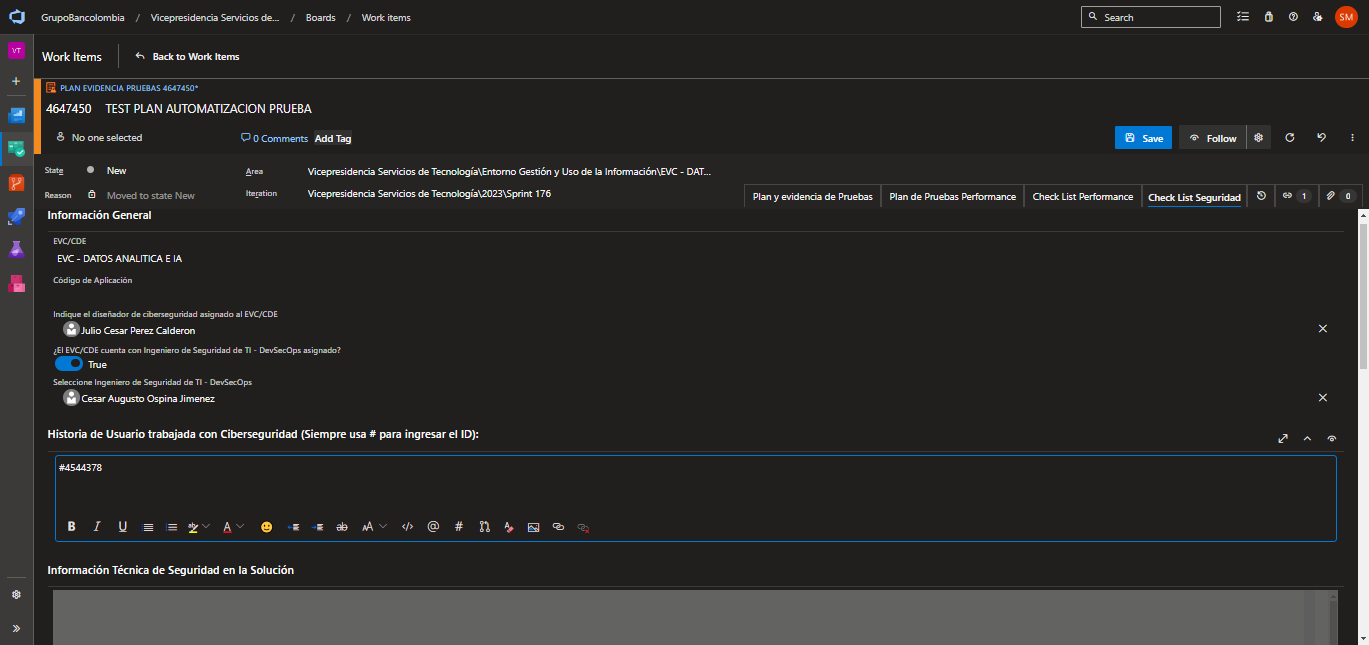 GrupoBancolombia / Vicepresidencia Servicios de... / Boards / Work items
Search
SM
VT
Work Items
Back to Work Items
PLAN EVIDENCIA PRUEBAS 4647450*
4647450 TEST PLAN AUTOMATIZACION PRUEBA
No one selected
0 Comments
Add Tag
Save
Follow
State
New
Area
Vicepresidencia Servicios de Tecnología\Entorno Gestión y Uso de la Información\EVC - DAT...
Reason
Moved to state New
Iteration
Vicepresidencia Servicios de Tecnología\2023\Sprint 176
Plan y evidencia de Pruebas
Plan de Pruebas Performance
Check List Performance
Check List Seguridad
1
0
Información General
EVC/CDE
EVC - DATOS ANALITICA E IA
Código de Aplicación
Indique el diseñador de ciberseguridad asignado al EVC/CDE
Julio Cesar Perez Calderon
¿El EVC/CDE cuenta con Ingeniero de Seguridad de TI - DevSecOps asignado?
True
Seleccione Ingeniero de Seguridad de TI - DevSecOps
Cesar Augusto Ospina Jimenez
Historia de Usuario trabajada con Ciberseguridad (Siempre usa # para ingresar el ID):
#4544378
Información Técnica de Seguridad en la Solución